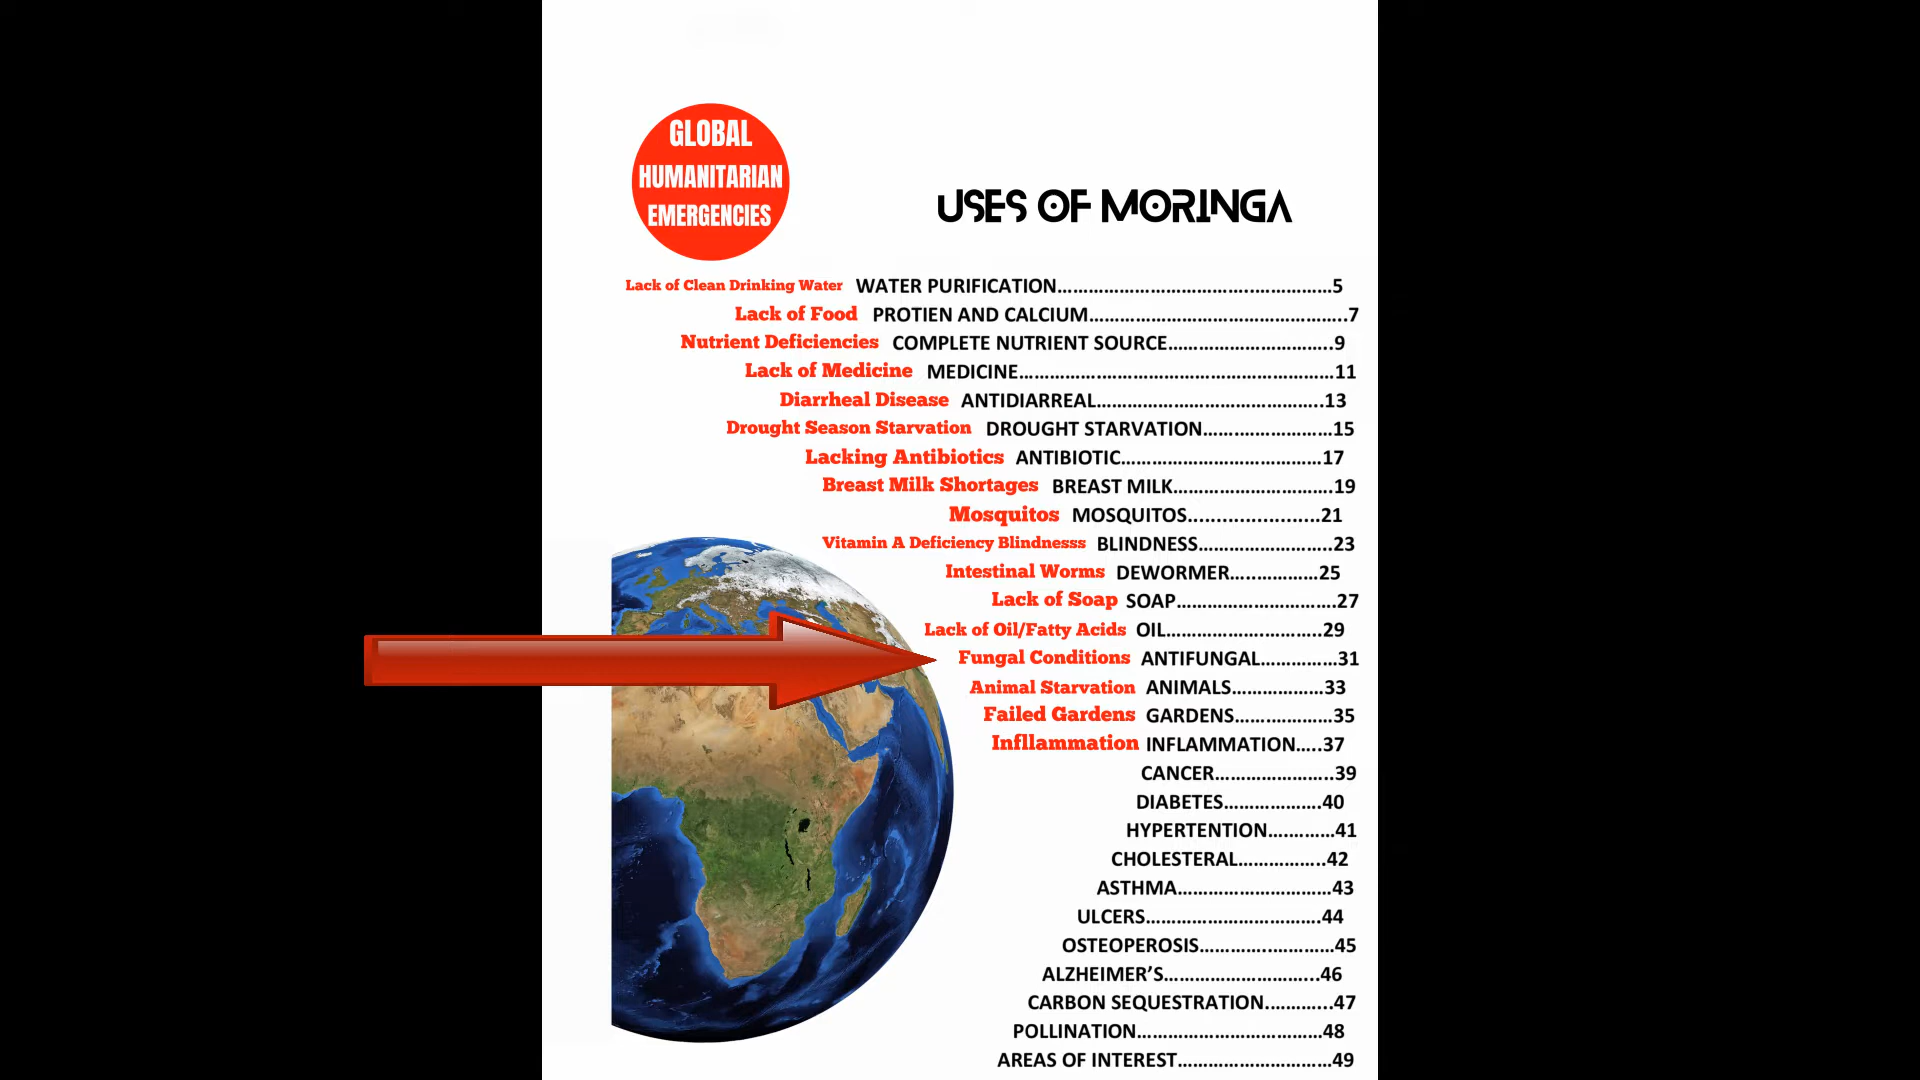 GLOBAL
HUMANITARIAN
EMERGENCIES
USES OF MORINGA
Lack of Clean Drinking Water WATER PURIFICATION...............................................5
Lack of Food PROTIEN AND CALCIUM............................................7
Nutrient Deficiencies COMPLETE NUTRIENT SOURCE............................9
Lack of Medicine MEDICINE.......................................................11
Diarrheal Disease ANTIDIARREAL.......................................13
Drought Season Starvation DROUGHT STARVATION......................15
Lacking Antibiotics ANTIBIOTIC...................................17
Breast Milk Shortages BREAST MILK............................19
Mosquitos MOSQUITOS......................21
Vitamin A Deficiency Blindnesss BLINDNESS.......................23
Intestinal Worms DEWORMER................25
Lack of Soap SOAP............................27
Lack of Oil/Fatty Acids OIL...........................29
Fungal Conditions ANTIFUNGAL.............31
Animal Starvation ANIMALS................33
Failed Gardens GARDENS.................35
Infllammation INFLAMMATION.....37
CANCER....................39
DIABETES.................40
HYPERTENTION............41
CHOLESTERAL...............42
ASTHMA...........................43
ULCERS...............................44
OSTEOPEROSIS.......................45
ALZHEIMER’S...........................46
CARBON SEQUESTRATION............47
POLLINATION................................48
AREAS OF INTEREST...........................49